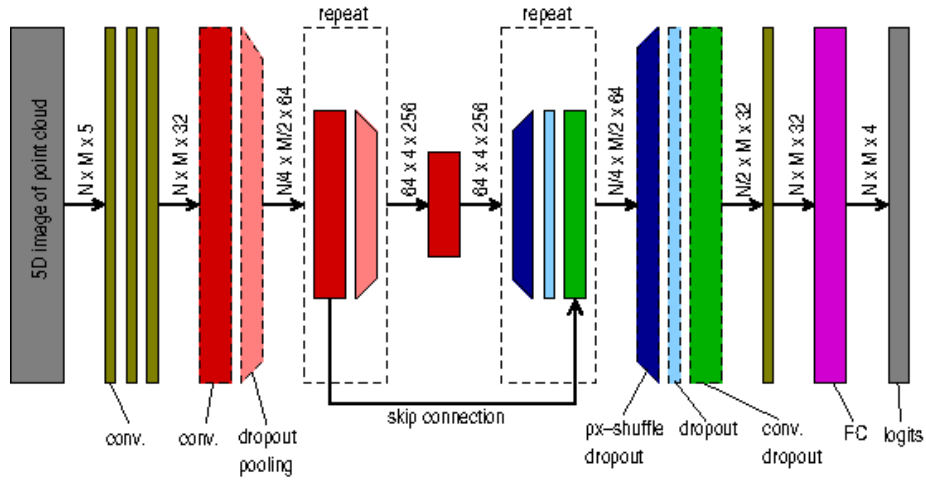 repeat
repeat
5D image of point cloud
N x M x 5
N x M x 32
N/4 x M/2 x 64
64 x 4 x 256
64 x 4 x 256
N/4 x M/2 x 64
N/2 x M x 32
N x M x 32
N x M x 4
skip connection
conv.
conv.
dropout
pooling
px-shuffle
dropout
dropout
conv.
dropout
FC
logits